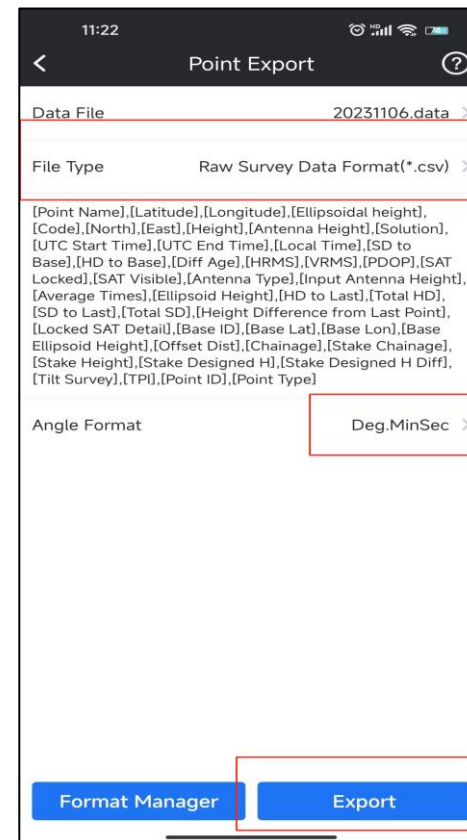 11:22
HD
74
Point Export
Data File 20231106.data
File Type Raw Survey Data Format(*.csv)
[Point Name],[Latitude],[Longitude],[Ellipsoidal height],
[Code],[North],[East],[Height],[Antenna Height],[Solution],
[UTC Start Time],[UTC End Time],[Local Time],[SD to
Base],[HD to Base],[Diff Age],[HRMS],[VRMS],[PDOP],[SAT
Locked],[SAT Visible],[Antenna Type],[Input Antenna Height],
[Average Times],[Ellipsoid Height],[HD to Last],[Total HD],
[SD to Last],[Total SD],[Height Difference from Last Point],
[Locked SAT Detail],[Base ID],[Base Lat],[Base Lon],[Base
Ellipsoid Height],[Offset Dist],[Chainage],[Stake Chainage],
[Stake Height],[Stake Designed H],[Stake Designed H Diff],
[Tilt Survey],[TPI],[Point ID],[Point Type]
Angle Format Deg.MinSec
Format Manager Export